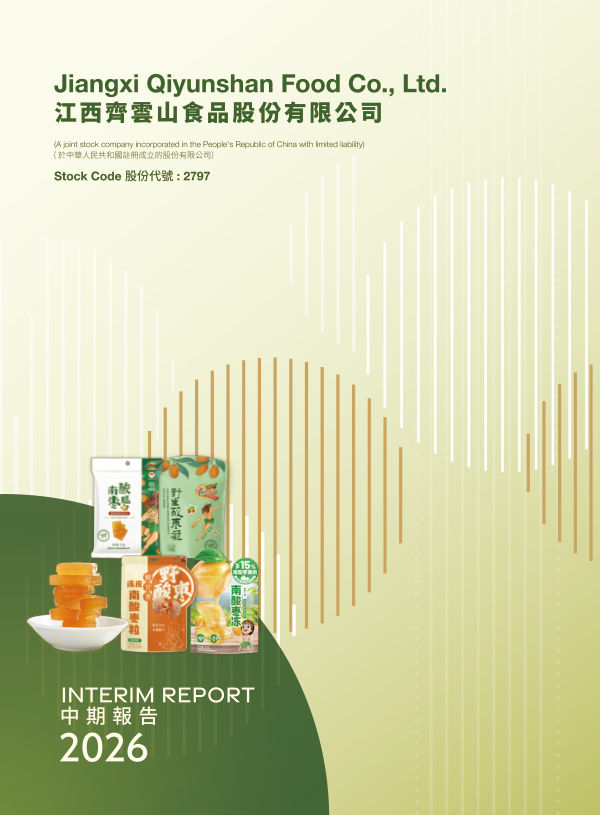 Jiangxi Qiyunshan Food Co., Ltd.
江西齊雲山食品股份有限公司
(A joint stock company incorporated in the People's Republic of China with limited liability)
(於中華人民共和國註冊成立的股份有限公司)
Stock Code 股份代號 : 2797
南酸枣糕
野生酸枣糕
≥15%
野酸枣
南酸枣粒
南酸枣冻
INTERIM REPORT
中期報告
2026